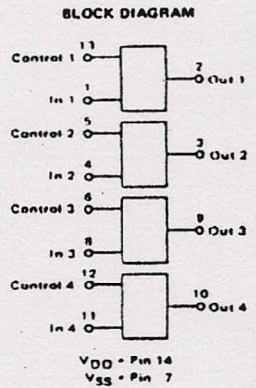 BLOCK DIAGRAM
13
Control 1
2
Out 1
1
In 1
5
Control 2
3
Out 2
4
In 2
6
Control 3
9
Out 3
8
In 3
12
Control 4
10
Out 4
11
In 4
VDD = Pin 14
VSS = Pin 7